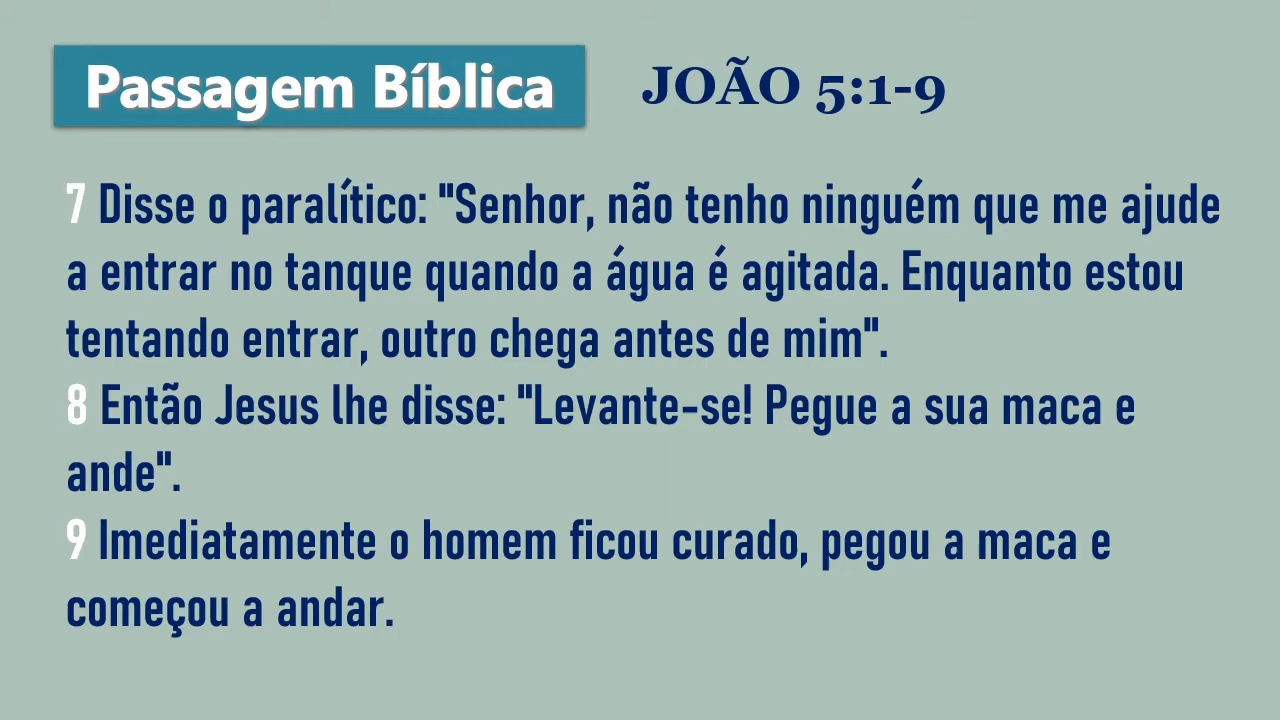 Passagem Bíblica
JOÃO 5:1-9
7 Disse o paralítico: "Senhor, não tenho ninguém que me ajude
a entrar no tanque quando a água é agitada. Enquanto estou
tentando entrar, outro chega antes de mim".
8 Então Jesus lhe disse: "Levante-se! Pegue a sua maca e
ande".
9 Imediatamente o homem ficou curado, pegou a maca e
começou a andar.